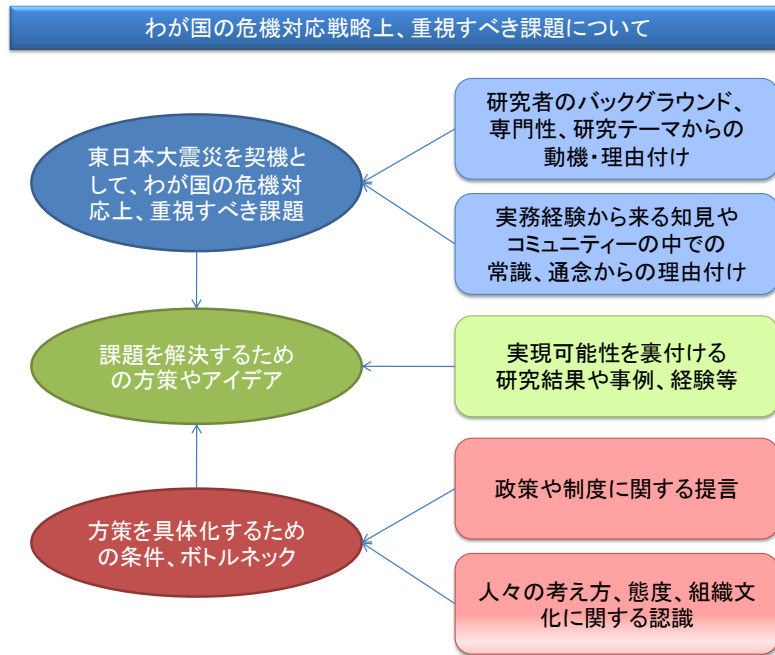 わが国の危機対応戦略上、重視すべき課題について
東日本大震災を契機と
して、わが国の危機対
応上、重視すべき課題
研究者のバックグラウンド、
専門性、研究テーマからの
動機・理由付け
実務経験から来る知見や
コミュニティーの中での
常識、通念からの理由付け
課題を解決するため
の方策やアイデア
実現可能性を裏付ける
研究結果や事例、経験等
方策を具体化するため
の条件、ボトルネック
政策や制度に関する提言
人々の考え方、態度、組織文
化に関する認識